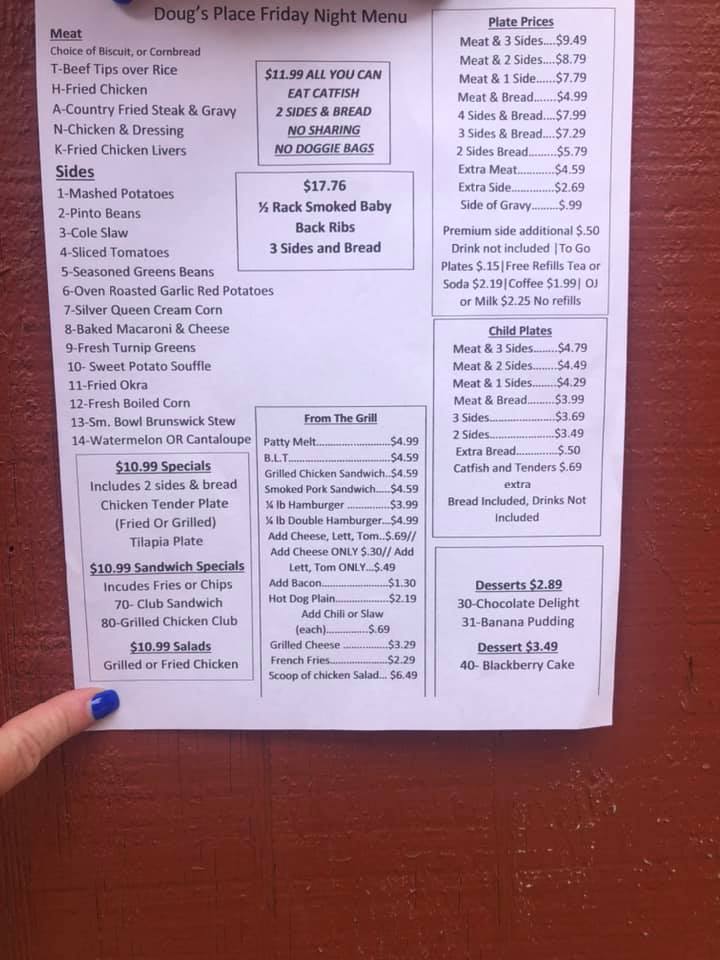 Doug's Place Friday Night Menu
Meat
Choice of Biscuit, or Cornbread
T-Beef Tips over Rice
H-Fried Chicken
A-Country Fried Steak & Gravy
N-Chicken & Dressing
K-Fried Chicken Livers
Sides
1-Mashed Potatoes
2-Pinto Beans
3-Cole Slaw
4-Sliced Tomatoes
5-Seasoned Greens Beans
6-Oven Roasted Garlic Red Potatoes
7-Silver Queen Cream Corn
8-Baked Macaroni & Cheese
9-Fresh Turnip Greens
10- Sweet Potato Souffle
11-Fried Okra
12-Fresh Boiled Corn
13-Sm. Bowl Brunswick Stew
14-Watermelon OR Cantaloupe
$10.99 Specials
Includes 2 sides & bread
Chicken Tender Plate
(Fried Or Grilled)
Tilapia Plate
$10.99 Sandwich Specials
Incudes Fries or Chips
70- Club Sandwich
80-Grilled Chicken Club
$10.99 Salads
Grilled or Fried Chicken
$11.99 ALL YOU CAN
EAT CATFISH
2 SIDES & BREAD
NO SHARING
NO DOGGIE BAGS
$17.76
½ Rack Smoked Baby
Back Ribs
3 Sides and Bread
From The Grill
Patty Melt..............................$4.99
B.L.T......................................$4.59
Grilled Chicken Sandwich..$4.59
Smoked Pork Sandwich.....$4.59
¼ lb Hamburger ................$3.99
¼ lb Double Hamburger...$4.99
Add Cheese, Lett, Tom..$.69//
Add Cheese ONLY $.30// Add
Lett, Tom ONLY...$.49
Add Bacon...........................$1.30
Hot Dog Plain......................$2.19
Add Chili or Slaw
(each)..............$.69
Grilled Cheese ..................$3.29
French Fries.......................$2.29
Scoop of chicken Salad... $6.49
Plate Prices
Meat & 3 Sides....$9.49
Meat & 2 Sides....$8.79
Meat & 1 Side......$7.79
Meat & Bread.......$4.99
4 Sides & Bread....$7.99
3 Sides & Bread....$7.29
2 Sides Bread.........$5.79
Extra Meat.............$4.59
Extra Side..............$2.69
Side of Gravy.........$.99
Premium side additional $.50
Drink not included |To Go
Plates $.15|Free Refills Tea or
Soda $2.19|Coffee $1.99| OJ
or Milk $2.25 No refills
Child Plates
Meat & 3 Sides........$4.79
Meat & 2 Sides........$4.49
Meat & 1 Sides........$4.29
Meat & Bread.........$3.99
3 Sides....................$3.69
2 Sides....................$3.49
Extra Bread.............$.50
Catfish and Tenders $.69
extra
Bread Included, Drinks Not
Included
Desserts $2.89
30-Chocolate Delight
31-Banana Pudding
Dessert $3.49
40- Blackberry Cake